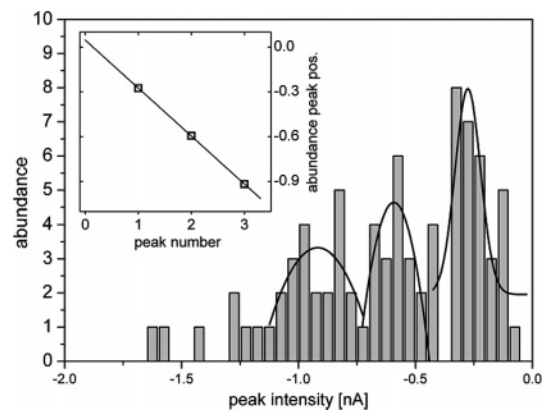 10
9
8
7
6
5
4
3
2
1
0
abundance
-2.0 -1.5 -1.0 -0.5 0.0
peak intensity [nA]
0.0
-0.3
-0.6
-0.9
abundance peak pos.
0 1 2 3
peak number